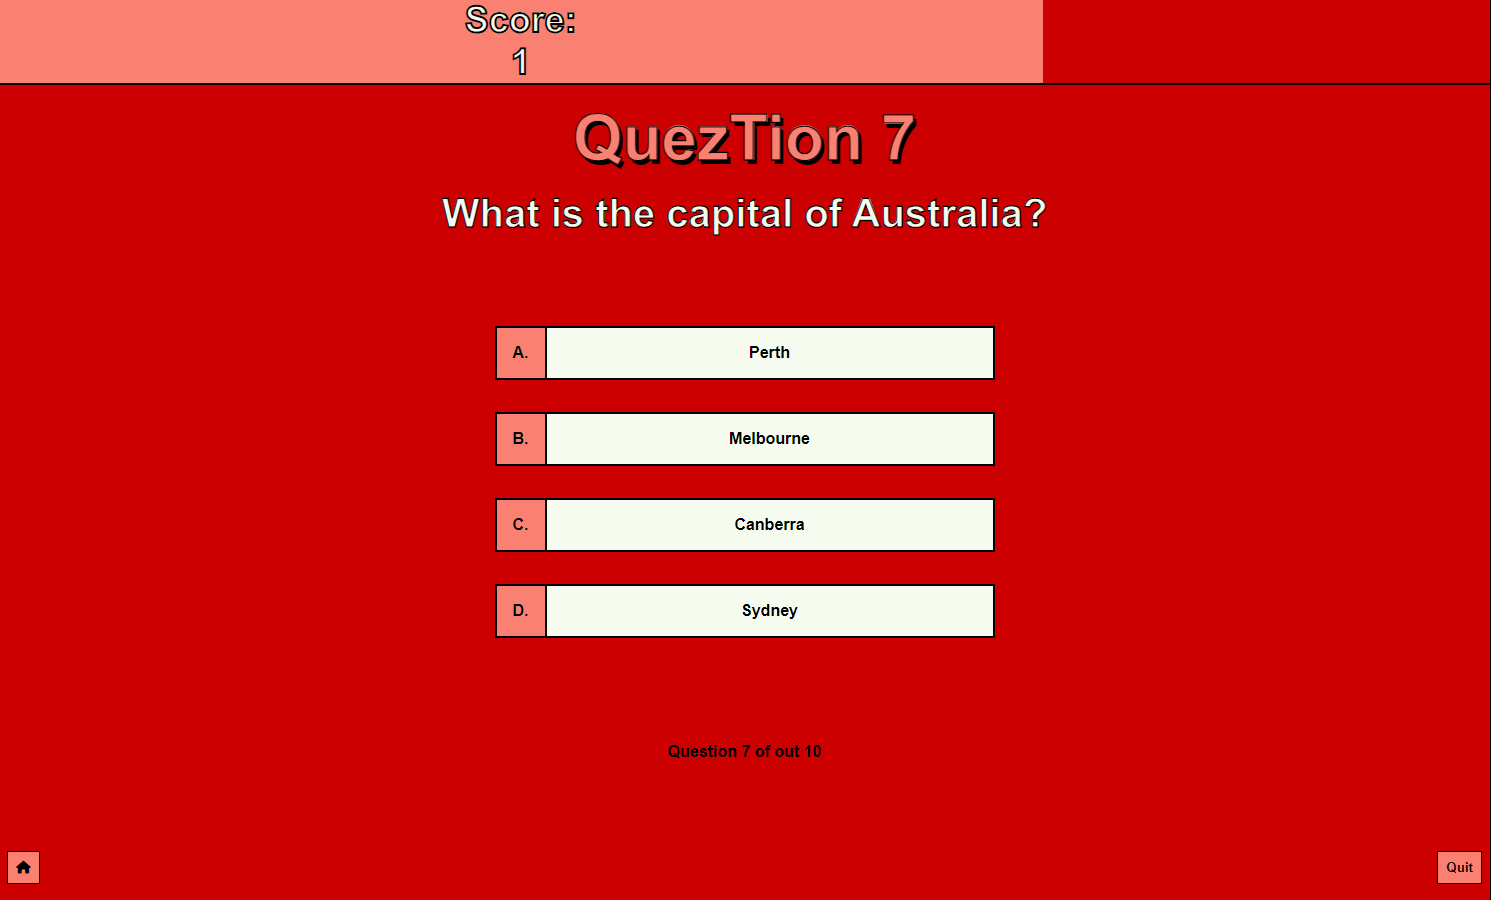 Score:
1
QuezTion 7
What is the capital of Australia?
A. Perth
B. Melbourne
C. Canberra
D. Sydney
Question 7 of out 10
Quit